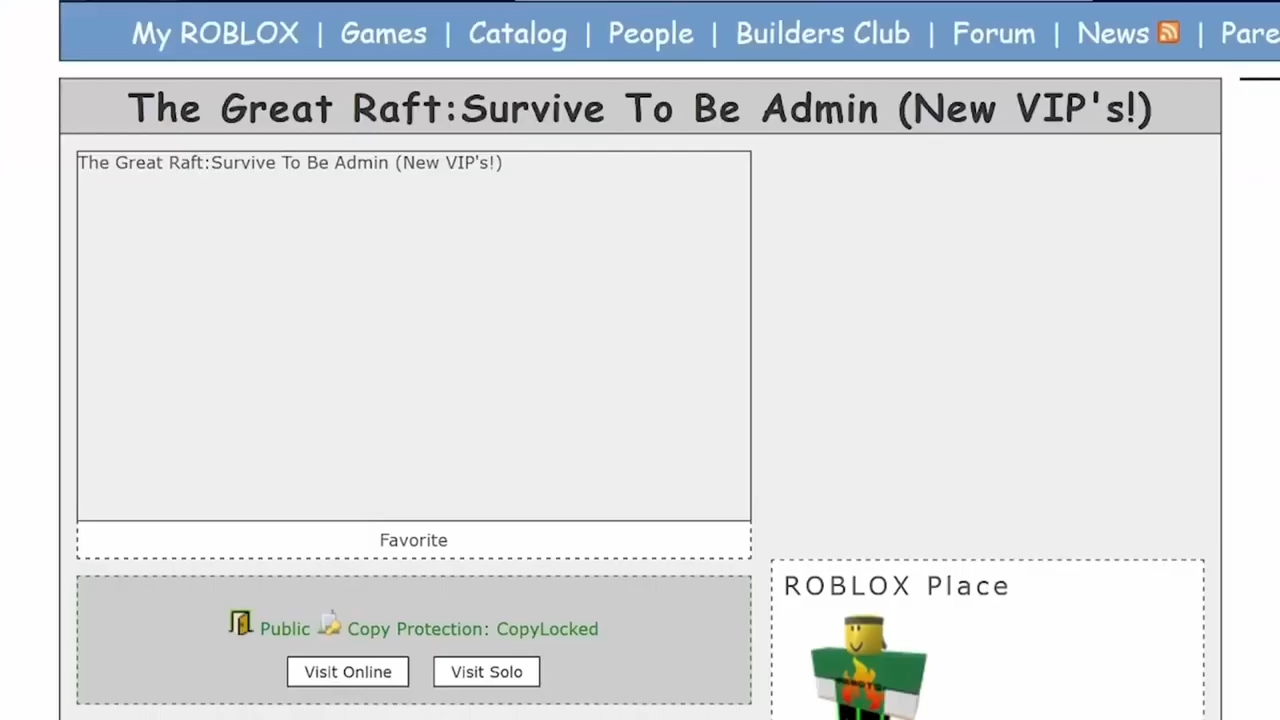 My ROBLOX | Games | Catalog | People | Builders Club | Forum | News | Pare
The Great Raft:Survive To Be Admin (New VIP's!)
The Great Raft:Survive To Be Admin (New VIP's!)
Favorite
Public Copy Protection: CopyLocked
Visit Online Visit Solo
ROBLOX Place